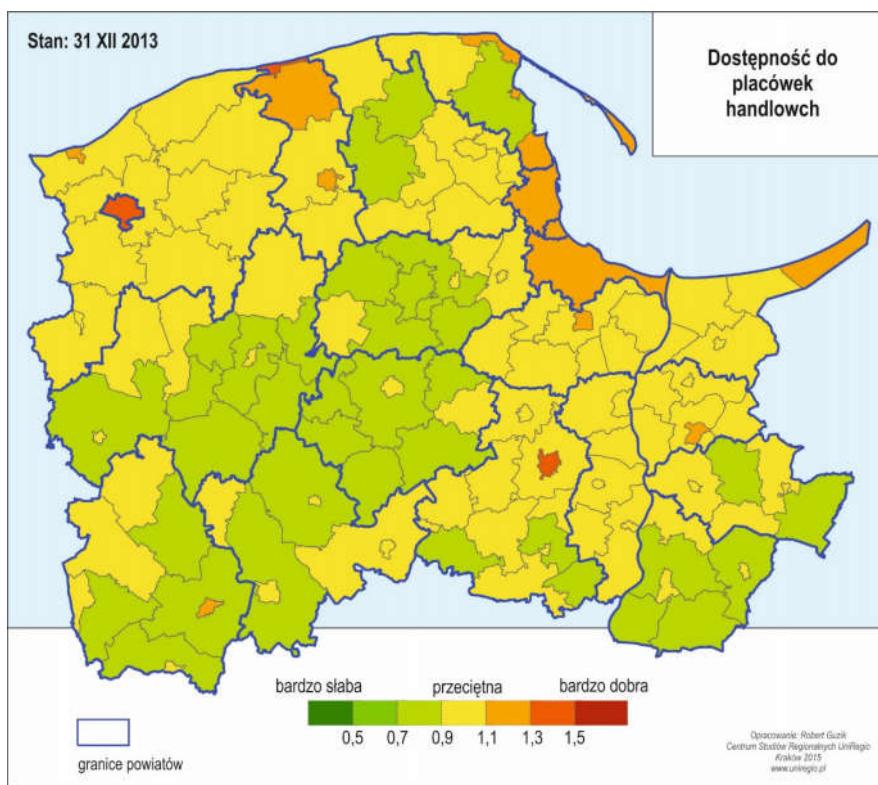 Stan: 31 XII 2013
Dostępność do
placówek
handlowch
bardzo słaba
przeciętna
bardzo dobra
0,5
0,7
0,9
1,1
1,3
1,5
granice powiatów
Opracowanie: Robert Guzik
Centrum Studiów Regionalnych UniRegio
Kraków 2015
www.uniregio.pl